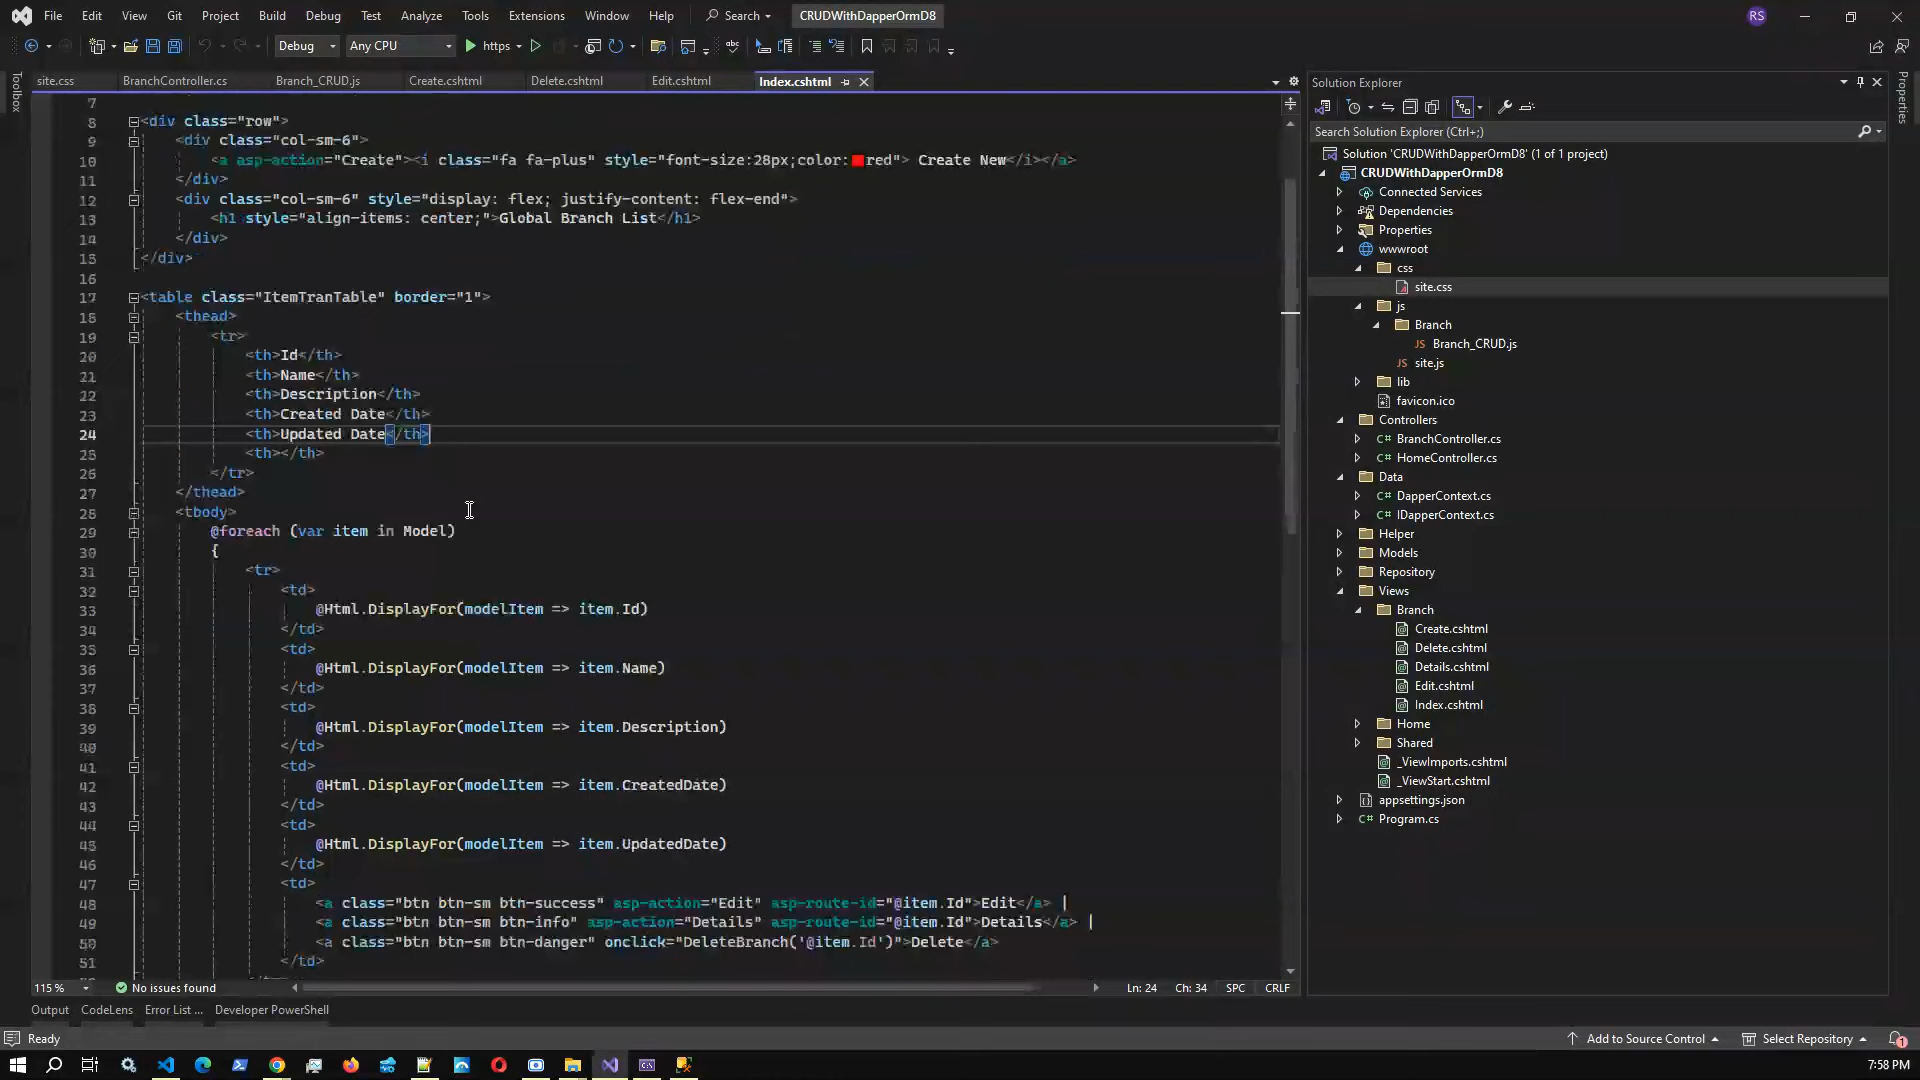 File Edit View Git Project Build Debug Test Analyze Tools Extensions Window Help Search CRUDWithDapperOrmD8 RS
Debug Any CPU https abc
Toolbox
site.css BranchController.cs Branch_CRUD.js Create.cshtml Delete.cshtml Edit.cshtml Index.cshtml
7
8 <div class="row">
9 <div class="col-sm-6">
10 <a asp-action="Create"><i class="fa fa-plus" style="font-size:28px;color:red"> Create New</i></a>
11 </div>
12 <div class="col-sm-6" style="display: flex; justify-content: flex-end">
13 <h1 style="align-items: center;">Global Branch List</h1>
14 </div>
15 </div>
16
17 <table class="ItemTranTable" border="1">
18 <thead>
19 <tr>
20 <th>Id</th>
21 <th>Name</th>
22 <th>Description</th>
23 <th>Created Date</th>
24 <th>Updated Date</th>
25 <th></th>
26 </tr>
27 </thead>
28 <tbody>
29 @foreach (var item in Model)
30 {
31 <tr>
32 <td>
33 @Html.DisplayFor(modelItem => item.Id)
34 </td>
35 <td>
36 @Html.DisplayFor(modelItem => item.Name)
37 </td>
38 <td>
39 @Html.DisplayFor(modelItem => item.Description)
40 </td>
41 <td>
42 @Html.DisplayFor(modelItem => item.CreatedDate)
43 </td>
44 <td>
45 @Html.DisplayFor(modelItem => item.UpdatedDate)
46 </td>
47 <td>
48 <a class="btn btn-sm btn-success" asp-action="Edit" asp-route-id="@item.Id">Edit</a> |
49 <a class="btn btn-sm btn-info" asp-action="Details" asp-route-id="@item.Id">Details</a> |
50 <a class="btn btn-sm btn-danger" onclick="DeleteBranch('@item.Id')">Delete</a>
51 </td>
115 % No issues found Ln: 24 Ch: 34 SPC CRLF
Output CodeLens Error List ... Developer PowerShell
Solution Explorer
Search Solution Explorer (Ctrl+;)
Solution 'CRUDWithDapperOrmD8' (1 of 1 project)
CRUDWithDapperOrmD8
Connected Services
Dependencies
Properties
wwwroot
css
site.css
js
Branch
JS Branch_CRUD.js
JS site.js
lib
favicon.ico
Controllers
C# BranchController.cs
C# HomeController.cs
Data
C# DapperContext.cs
C# IDapperContext.cs
Helper
Models
Repository
Views
Branch
Create.cshtml
Delete.cshtml
Details.cshtml
Edit.cshtml
Index.cshtml
Home
Shared
_ViewImports.cshtml
_ViewStart.cshtml
appsettings.json
C# Program.cs
Properties
Ready Add to Source Control Select Repository 1
7:58 PM